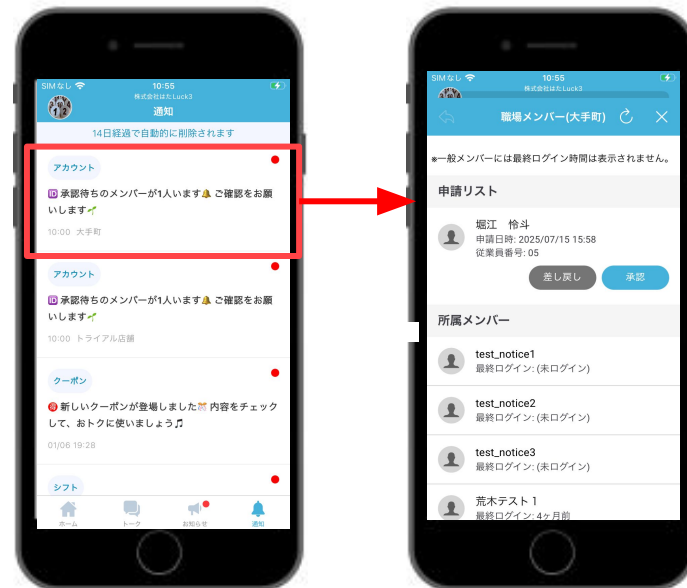 SIMなし 10:55
株式会社はたLuck3
通知
14日経過で自動的に削除されます
アカウント
🆔 承認待ちのメンバーが1人います🔔 ご確認をお願
いします🌱
10:00 大手町
アカウント
🆔 承認待ちのメンバーが1人います🔔 ご確認をお願
いします🌱
10:00 トライアル店舗
クーポン
🉐 新しいクーポンが登場しました🎊 内容をチェック
して、おトクに使いましょう🎵
01/06 19:28
シフト
ホーム トーク お知らせ 通知
SIMなし 10:55
株式会社はたLuck3
職場メンバー(大手町)
※一般メンバーには最終ログイン時間は表示されません。
申請リスト
堀江 怜斗
申請日時: 2025/07/15 15:58
従業員番号: 05
差し戻し 承認
所属メンバー
test_notice1
最終ログイン: (未ログイン)
test_notice2
最終ログイン: (未ログイン)
test_notice3
最終ログイン: (未ログイン)
荒木テスト1
最終ログイン: 4ヶ月前